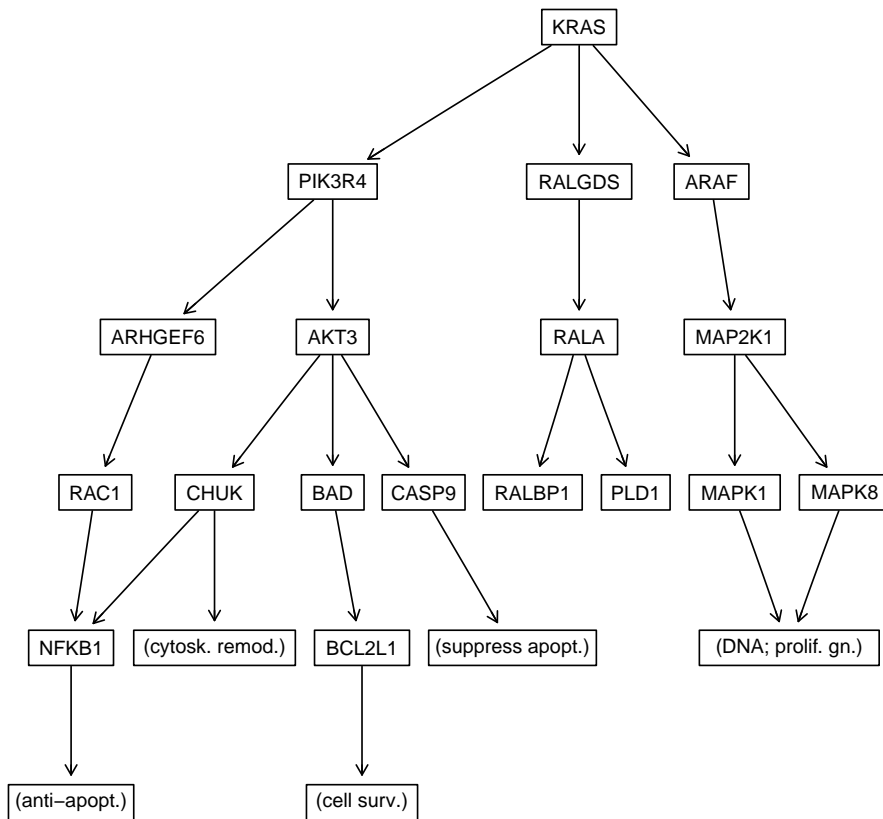 KRAS
PIK3R4
RALGDS
ARAF
ARHGEF6
AKT3
RALA
MAP2K1
RAC1
CHUK
BAD
CASP9
RALBP1
PLD1
MAPK1
MAPK8
NFKB1
(cytosk. remod.)
BCL2L1
(suppress apopt.)
(DNA; prolif. gn.)
(anti−apopt.)
(cell surv.)